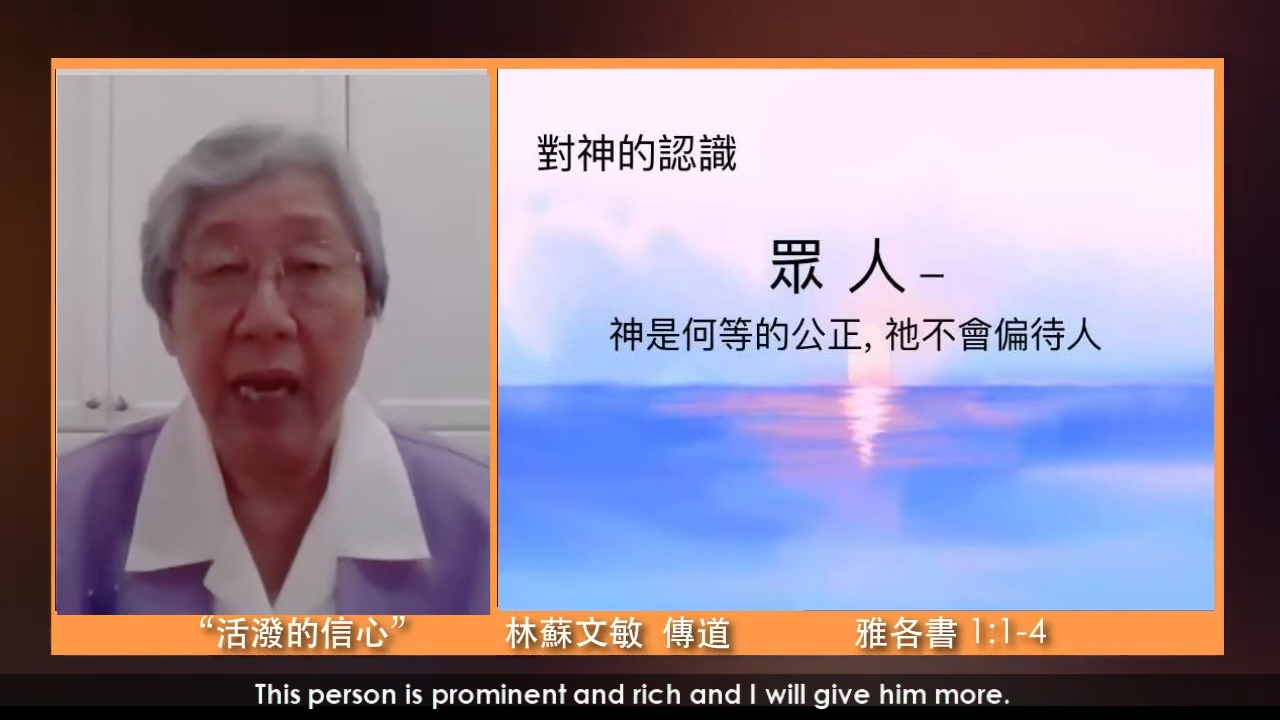 對神的認識
眾 人 –
神是何等的公正, 祂不會偏待人
“活潑的信心” 林蘇文敏 傳道 雅各書 1:1-4
This person is prominent and rich and I will give him more.